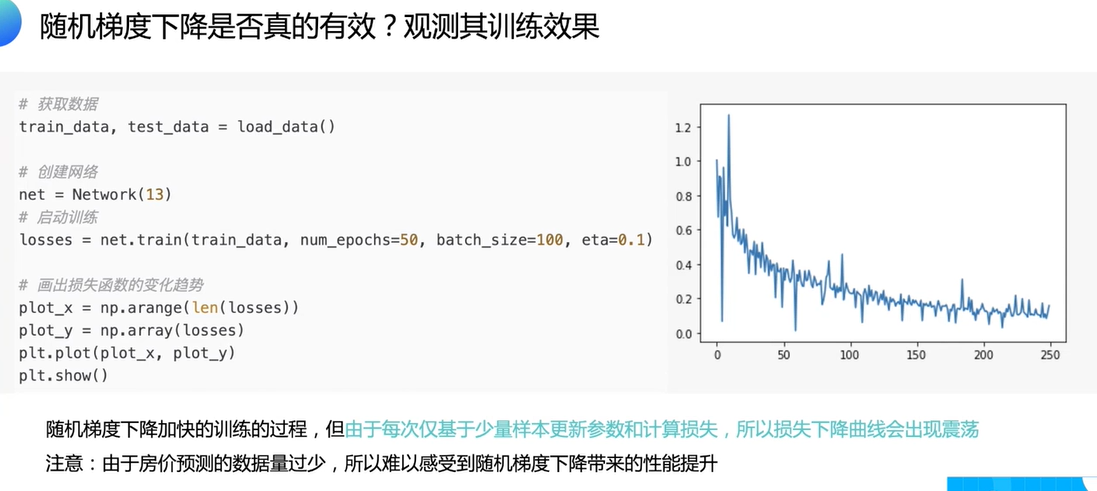 随机梯度下降是否真的有效？观测其训练效果
# 获取数据
train_data, test_data = load_data()
# 创建网络
net = Network(13)
# 启动训练
losses = net.train(train_data, num_epochs=50, batch_size=100, eta=0.1)
# 画出损失函数的变化趋势
plot_x = np.arange(len(losses))
plot_y = np.array(losses)
plt.plot(plot_x, plot_y)
plt.show()
1.2
1.0
0.8
0.6
0.4
0.2
0.0
0 50 100 150 200 250
随机梯度下降加快的训练的过程，但由于每次仅基于少量样本更新参数和计算损失，所以损失下降曲线会出现震荡
注意：由于房价预测的数据量过少，所以难以感受到随机梯度下降带来的性能提升